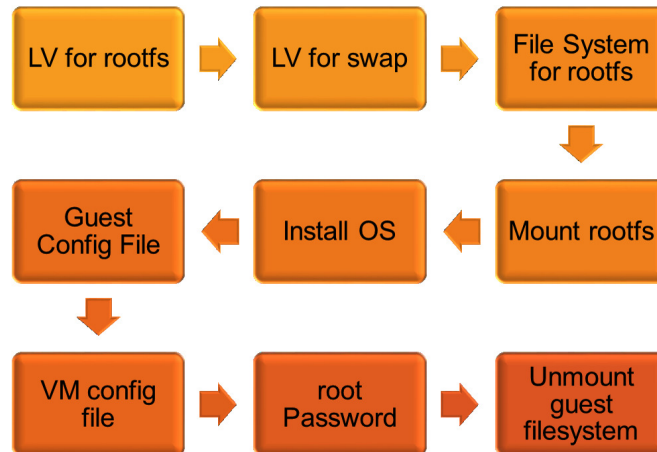 LV for rootfs
LV for swap
File System
for rootfs
Mount rootfs
Install OS
Guest
Config File
VM config
file
root
Password
Unmount
guest
filesystem